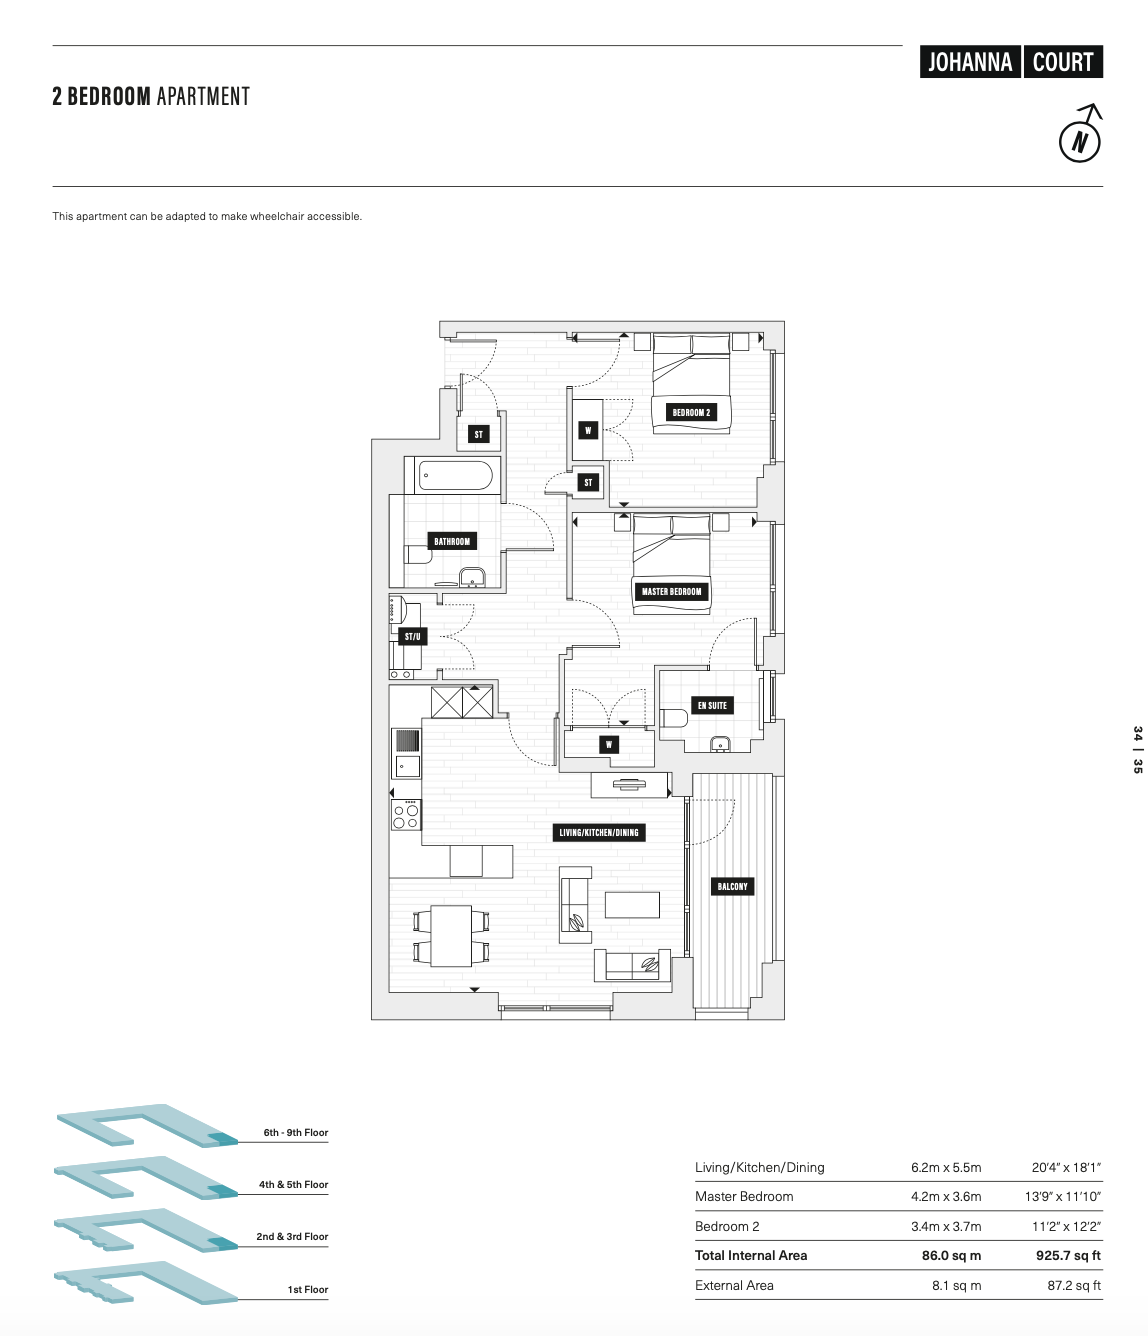 JOHANNA COURT
2 BEDROOM APARTMENT
N
This apartment can be adapted to make wheelchair accessible.
BEDROOM 2
W
ST
ST
BATHROOM
MASTER BEDROOM
ST/U
EN SUITE
W
LIVING/KITCHEN/DINING
BALCONY
34 | 35
6th - 9th Floor
4th & 5th Floor
2nd & 3rd Floor
1st Floor
Living/Kitchen/Dining 6.2m x 5.5m 20’4” x 18’1”
Master Bedroom 4.2m x 3.6m 13’9” x 11’10”
Bedroom 2 3.4m x 3.7m 11’2” x 12’2”
Total Internal Area 86.0 sq m 925.7 sq ft
External Area 8.1 sq m 87.2 sq ft